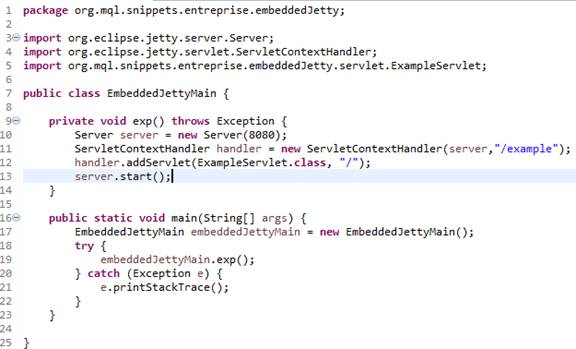 1 package org.mql.snippets.entreprise.embeddedJetty;
2
3 import org.eclipse.jetty.server.Server;
4 import org.eclipse.jetty.servlet.ServletContextHandler;
5 import org.mql.snippets.entreprise.embeddedJetty.servlet.ExampleServlet;
6
7 public class EmbeddedJettyMain {
8
9     private void exp() throws Exception {
10         Server server = new Server(8080);
11         ServletContextHandler handler = new ServletContextHandler(server,"/example");
12         handler.addServlet(ExampleServlet.class, "/");
13         server.start();
14     }
15
16     public static void main(String[] args) {
17         EmbeddedJettyMain embeddedJettyMain = new EmbeddedJettyMain();
18         try {
19             embeddedJettyMain.exp();
20         } catch (Exception e) {
21             e.printStackTrace();
22         }
23     }
24
25 }